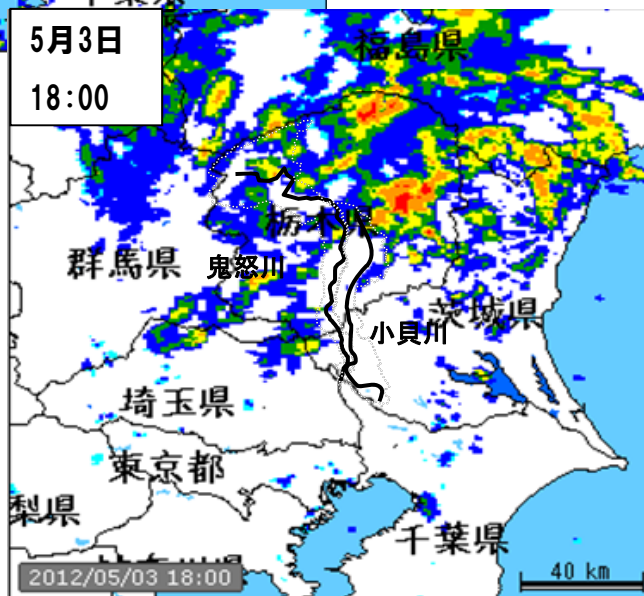 5月3日
18:00
福島県
栃木県
群馬県
鬼怒川
茨城県
小貝川
埼玉県
東京都
梨県
千葉県
40 km
2012/05/03 18:00